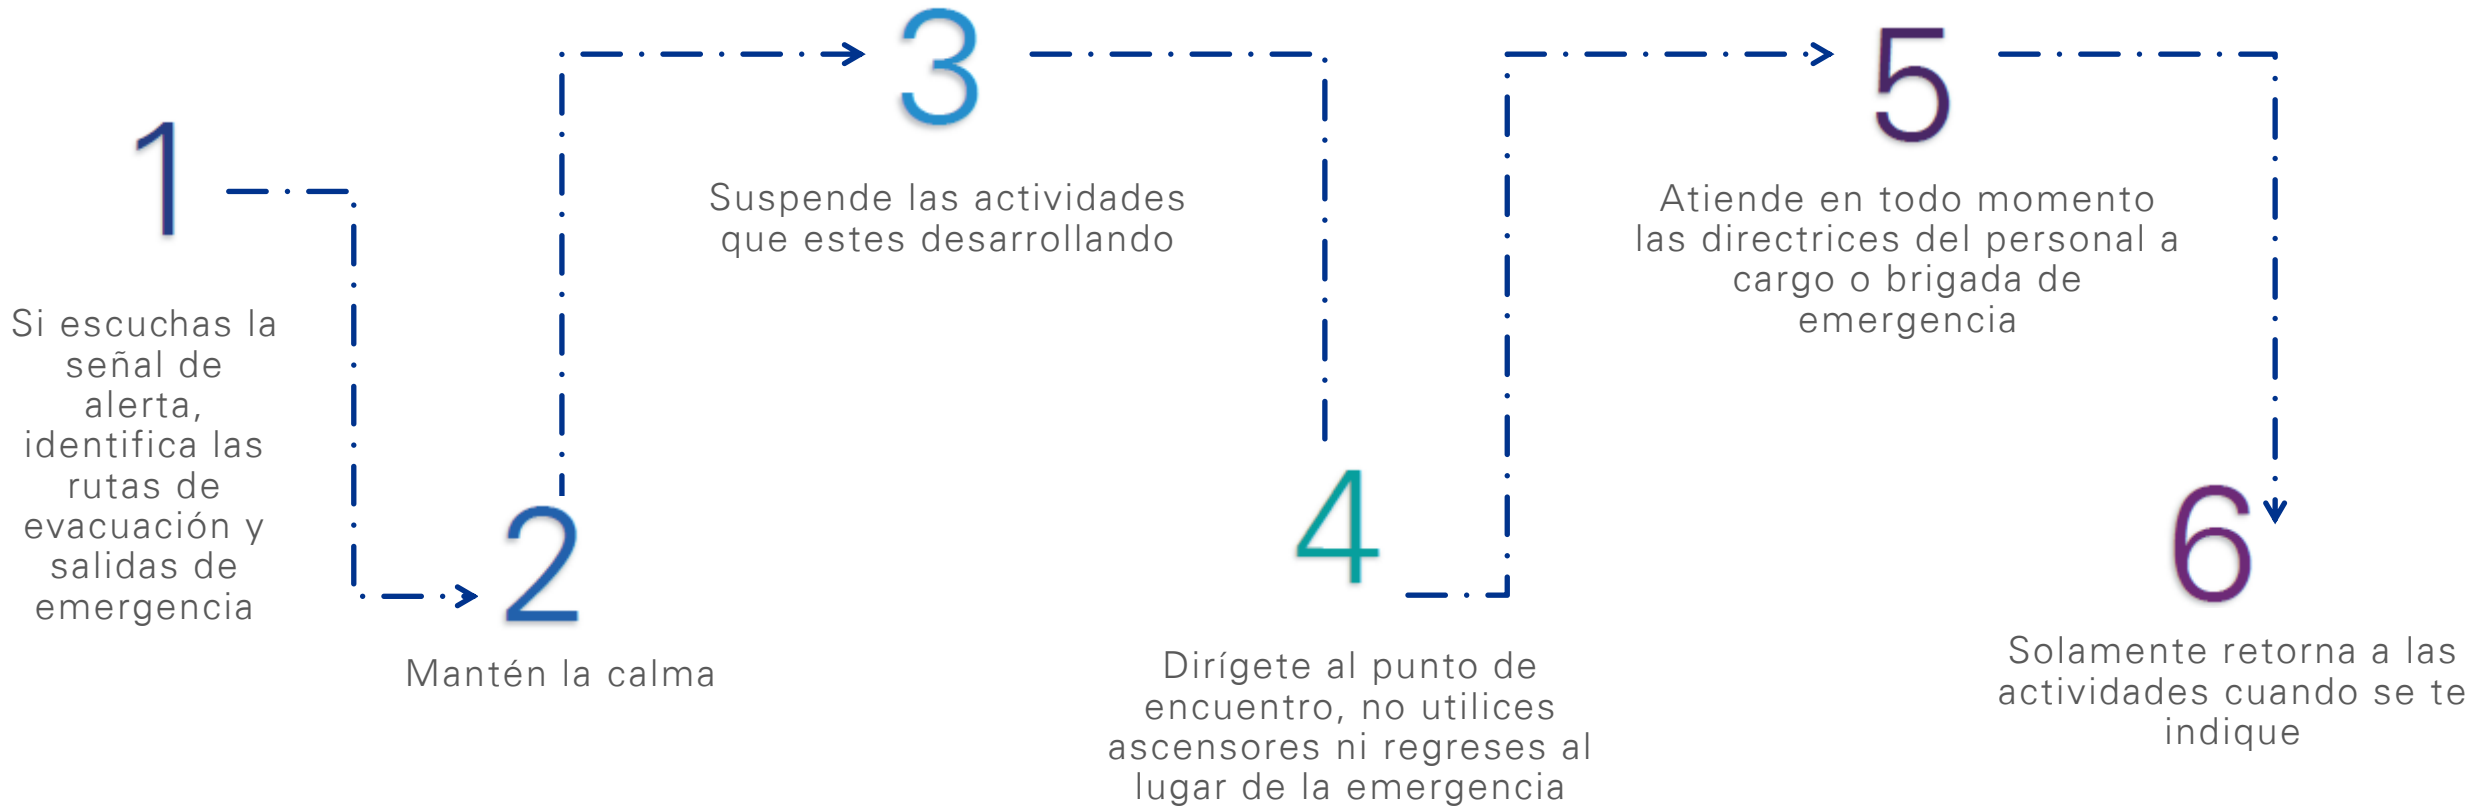 1
Si escuchas la
señal de
alerta,
identifica las
rutas de
evacuación y
salidas de
emergencia
2
Mantén la calma
3
Suspende las actividades
que estes desarrollando
4
Dirígete al punto de
encuentro, no utilices
ascensores ni regreses al
lugar de la emergencia
5
Atiende en todo momento
las directrices del personal a
cargo o brigada de
emergencia
6
Solamente retorna a las
actividades cuando se te
indique